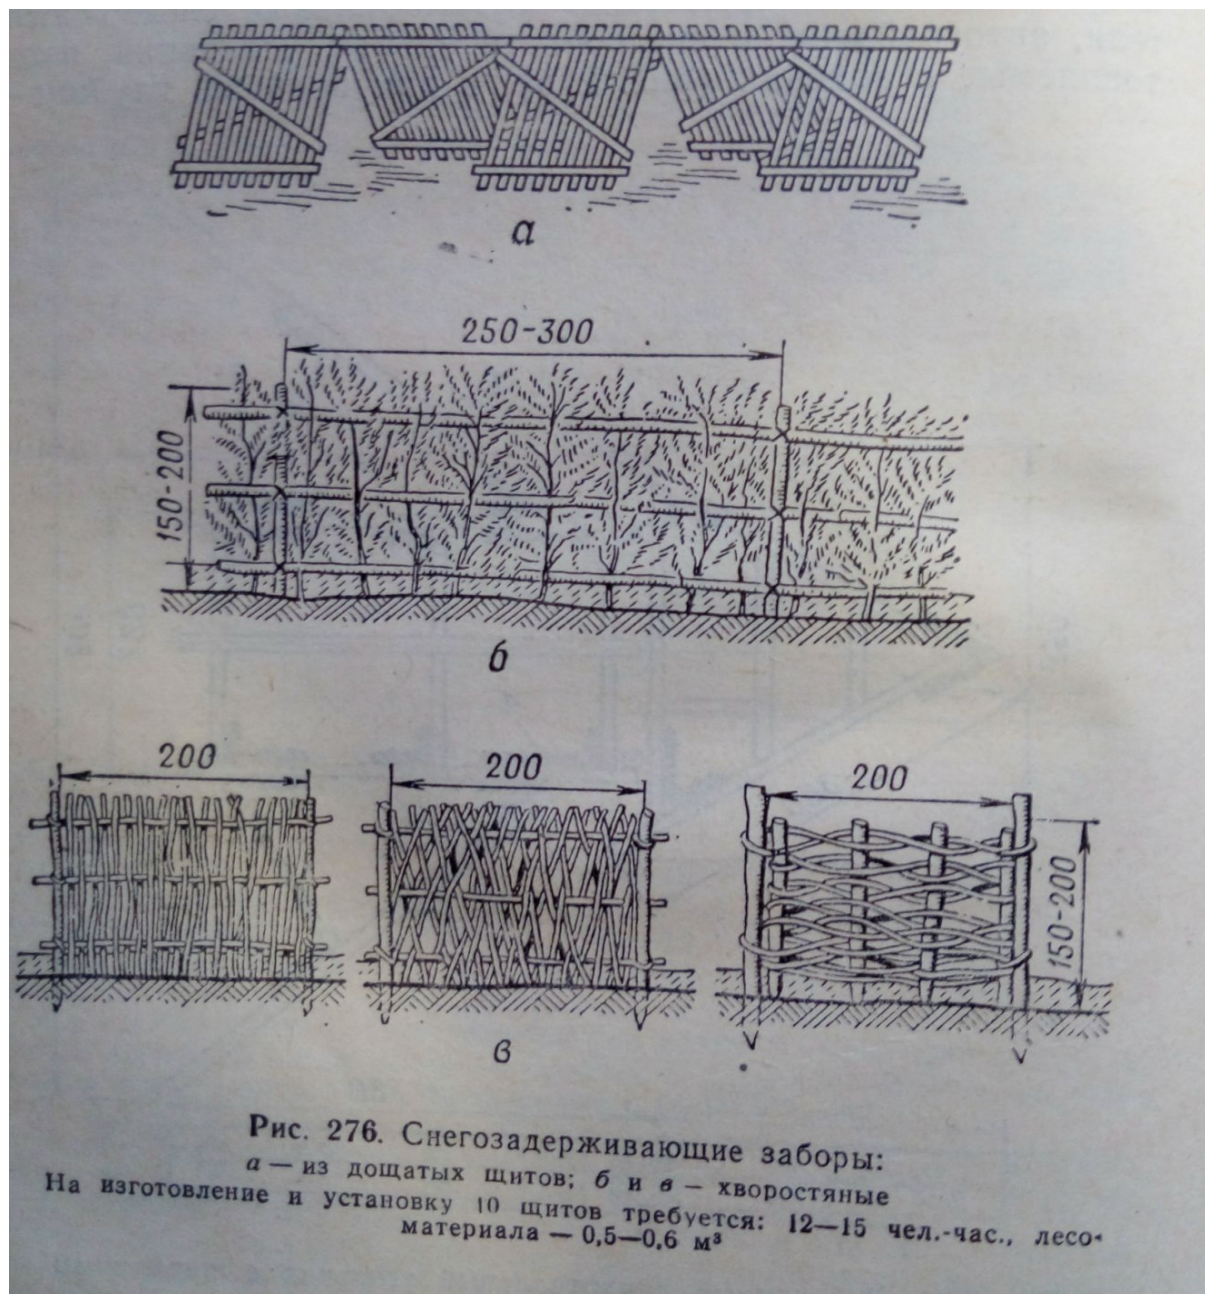 а
250-300
150-200
б
200
200
200
150-200
в
Рис. 276. Снегозадерживающие заборы:
а — из дощатых щитов; б и в — хворостяные
На изготовление и установку 10 щитов требуется: 12—15 чел.-час., лесо-
материала — 0,5—0,6 м³